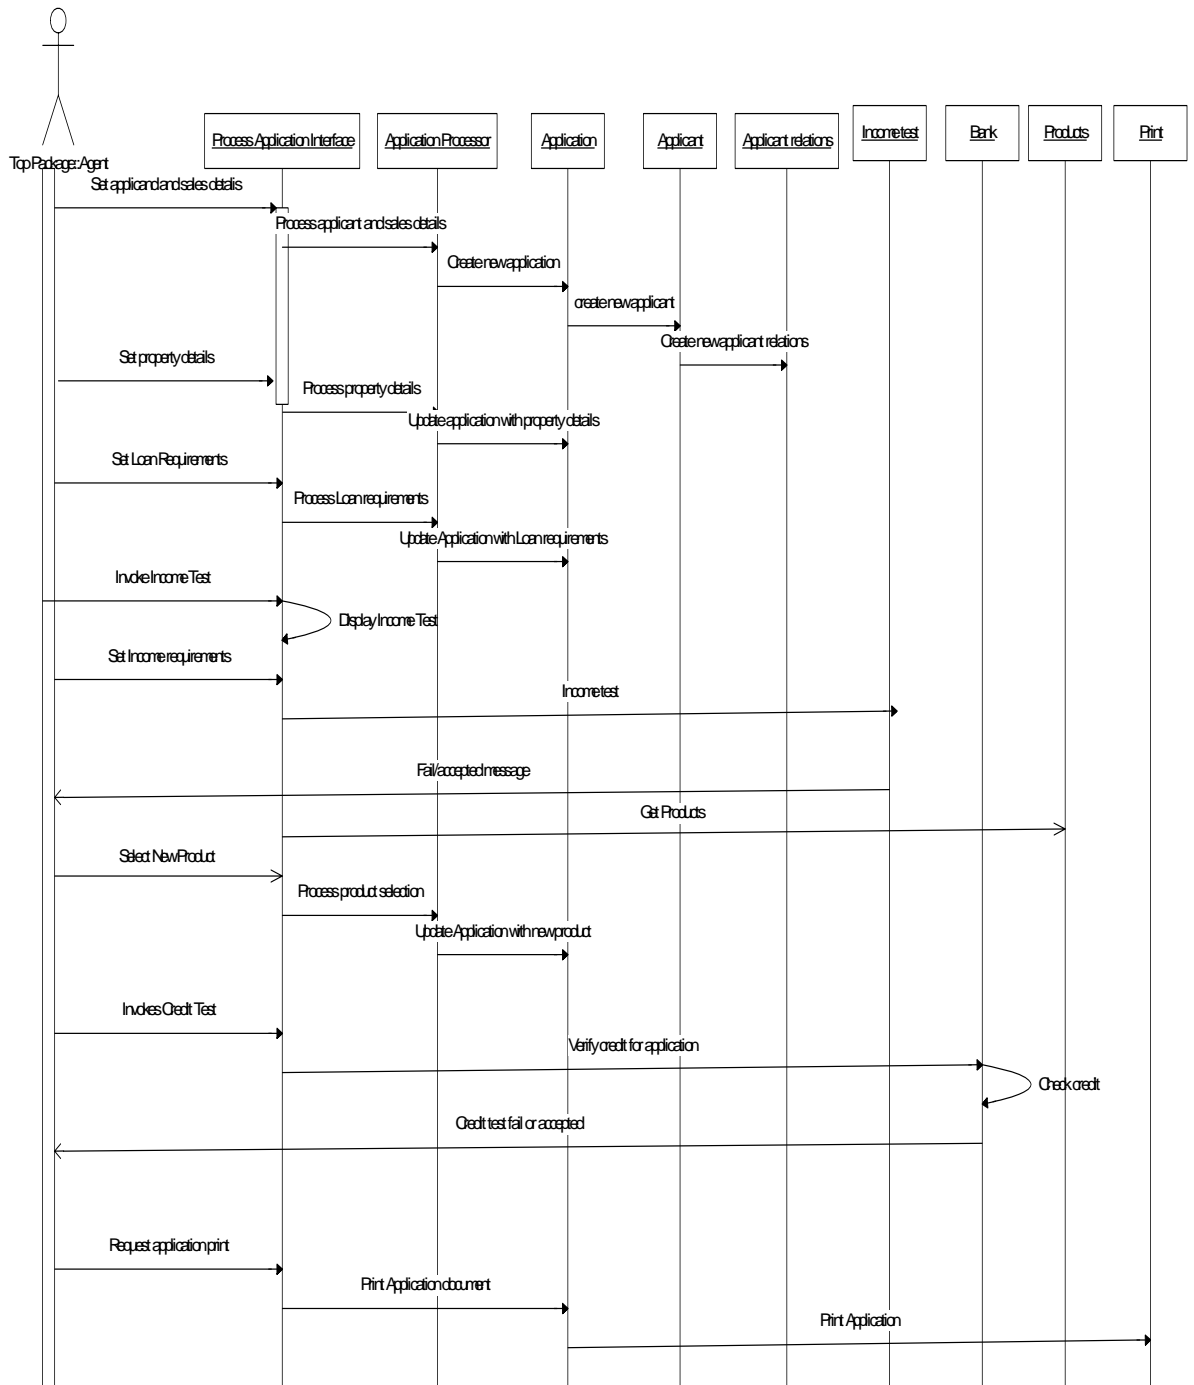 Process Application Interface
Application Processor
Application
Applicant
Applicant relations
Income test
Bank
Products
Print
Top Package::Agent
Set applicand and sales details
Process applicant and sales details
Create new application
create new applicant
Create new applicant relations
Set property details
Process property details
Update application with property details
Set Loan Requirements
Process Loan requirements
Update Application with Loan requirements
Invoke Income Test
Display Income Test
Set Income requirements
Income test
Fail/accepted message
Get Products
Select New Product
Process product selection
Update Application with new product
Invokes Credit Test
Verify credit for application
Check credit
Credit test fail or accepted
Request application print
Print Application document
Print Application